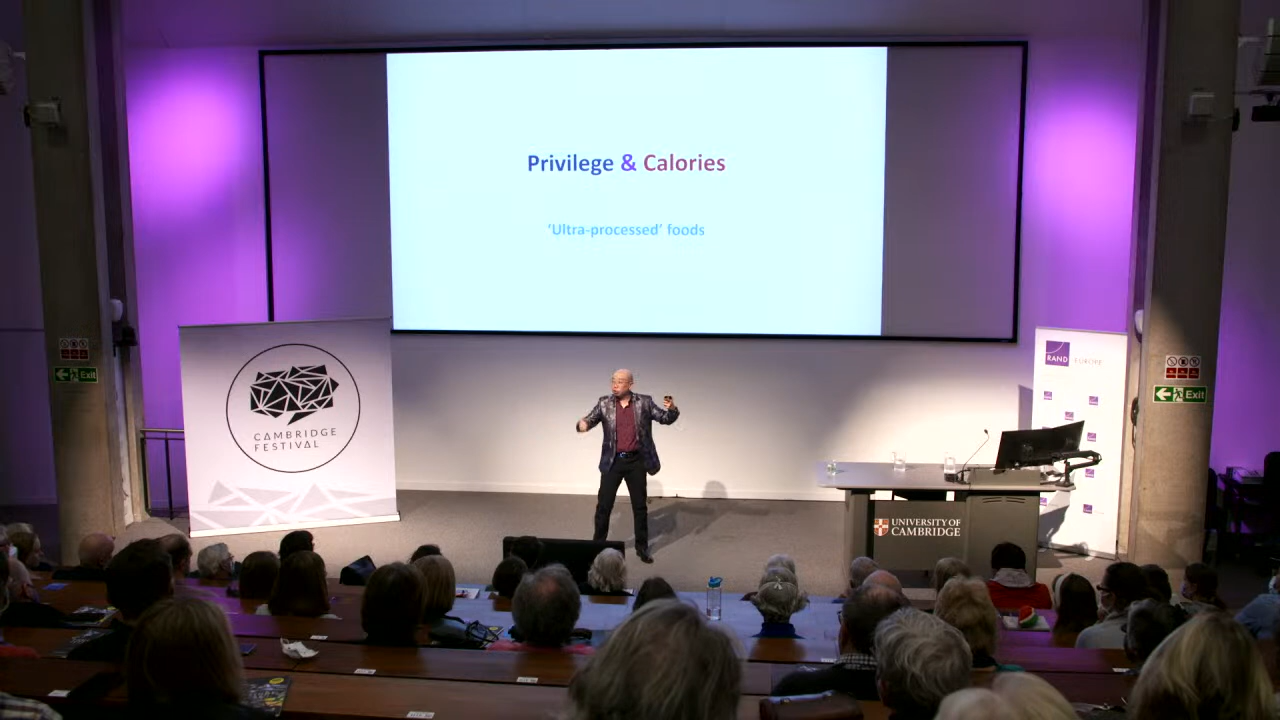 Privilege & Calories
‘Ultra-processed’ foods
CAMBRIDGE
FESTIVAL
RAND EUROPE
Exit
Exit
UNIVERSITY OF
CAMBRIDGE